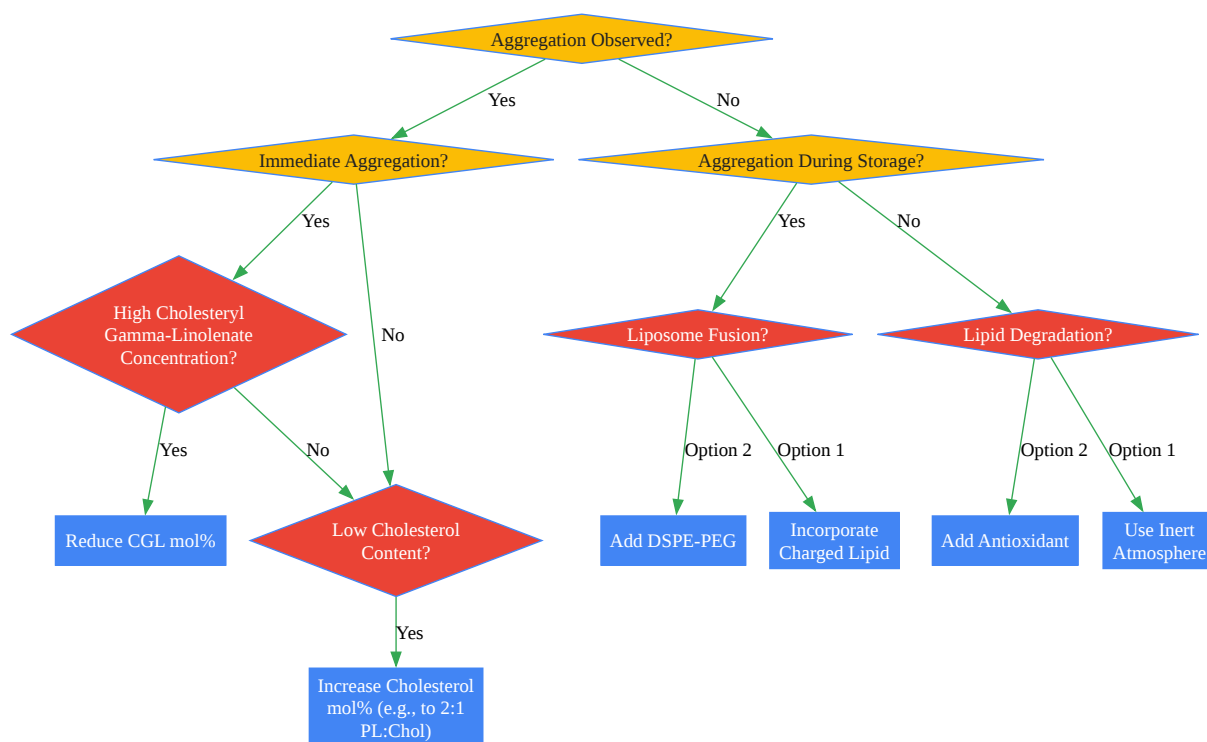 Aggregation Observed?
Yes
No
Immediate Aggregation?
Aggregation During Storage?
Yes
No
Yes
No
High Cholesteryl
Gamma-Linolenate
Concentration?
Liposome Fusion?
Lipid Degradation?
Yes
No
Option 2
Option 1
Option 2
Option 1
Reduce CGL mol%
Low Cholesterol
Content?
Add DSPE-PEG
Incorporate
Charged Lipid
Add Antioxidant
Use Inert
Atmosphere
Yes
Increase Cholesterol
mol% (e.g., to 2:1
PL:Chol)